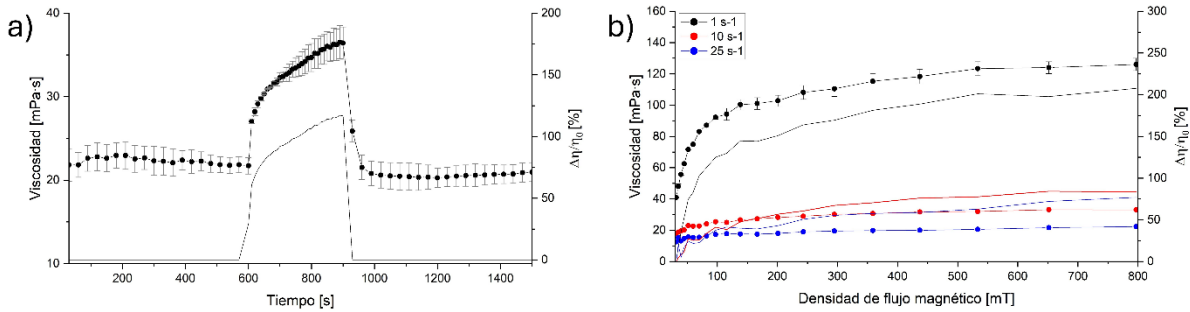 a)
Viscosidad [mPa·s]
40
35
30
25
20
15
10
200 400 600 800 1000 1200 1400
Tiempo [s]
200
150
100
50
0
Δη/η₀ [%]
b)
Viscosidad [mPa·s]
160
140
120
100
80
60
40
20
0
1 s-1
10 s-1
25 s-1
100 200 300 400 500 600 700 800
Densidad de flujo magnético [mT]
300
250
200
150
100
50
0
Δη/η₀ [%]